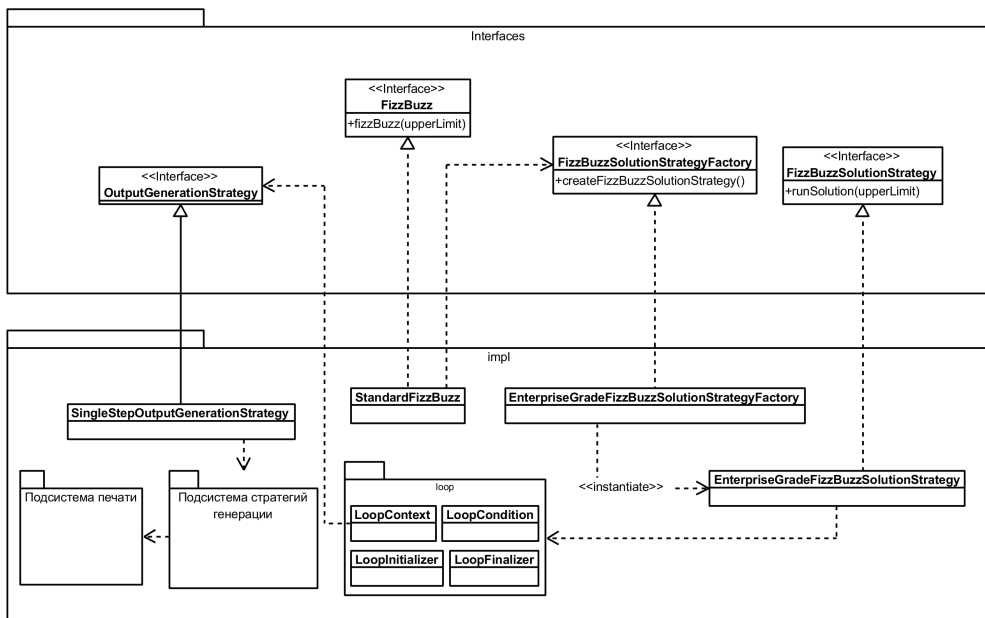 Interfaces
<<Interface>>
FizzBuzz
+fizzBuzz(upperLimit)
<<Interface>>
FizzBuzzSolutionStrategyFactory
+createFizzBuzzSolutionStrategy()
<<Interface>>
FizzBuzzSolutionStrategy
+runSolution(upperLimit)
<<Interface>>
OutputGenerationStrategy
impl
SingleStepOutputGenerationStrategy
StandardFizzBuzz
EnterpriseGradeFizzBuzzSolutionStrategyFactory
<<instantiate>>
EnterpriseGradeFizzBuzzSolutionStrategy
Подсистема печати
Подсистема стратегий
генерации
loop
LoopContext
LoopCondition
LoopInitializer
LoopFinalizer